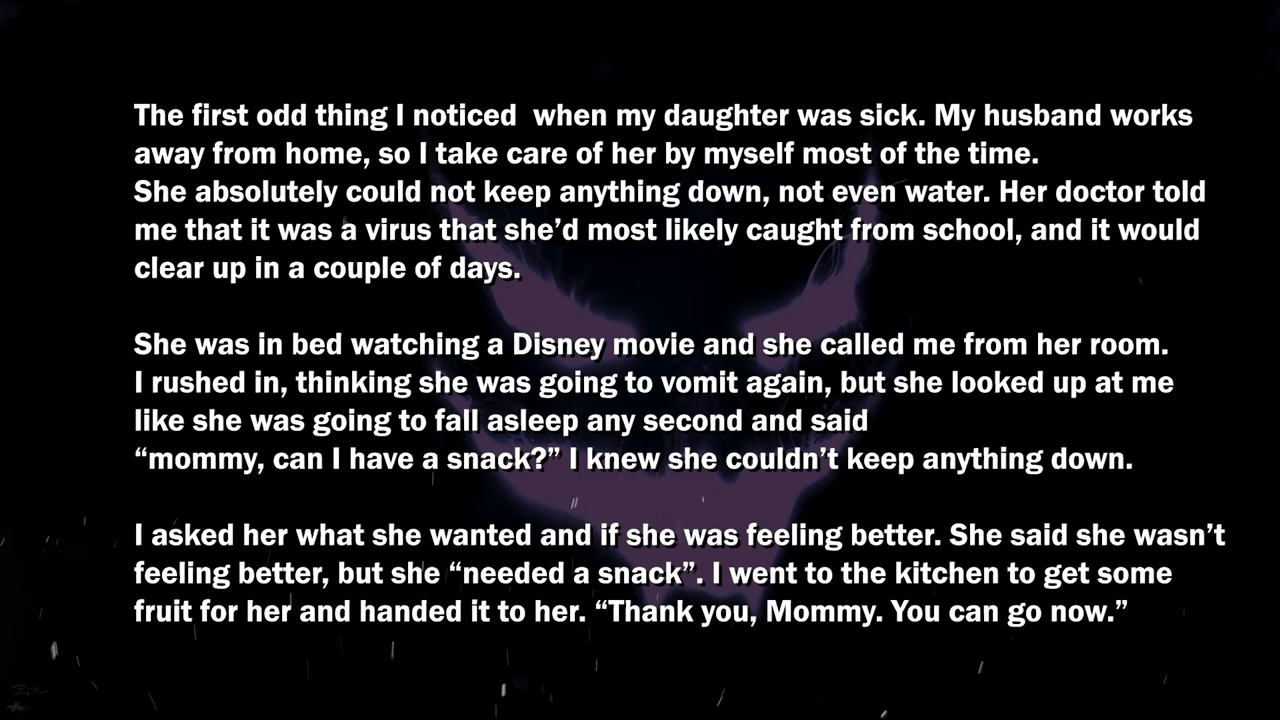 The first odd thing I noticed  when my daughter was sick. My husband works
away from home, so I take care of her by myself most of the time.
She absolutely could not keep anything down, not even water. Her doctor told
me that it was a virus that she’d most likely caught from school, and it would
clear up in a couple of days.

She was in bed watching a Disney movie and she called me from her room.
I rushed in, thinking she was going to vomit again, but she looked up at me
like she was going to fall asleep any second and said
“mommy, can I have a snack?” I knew she couldn’t keep anything down.

I asked her what she wanted and if she was feeling better. She said she wasn’t
feeling better, but she “needed a snack”. I went to the kitchen to get some
fruit for her and handed it to her. “Thank you, Mommy. You can go now.”